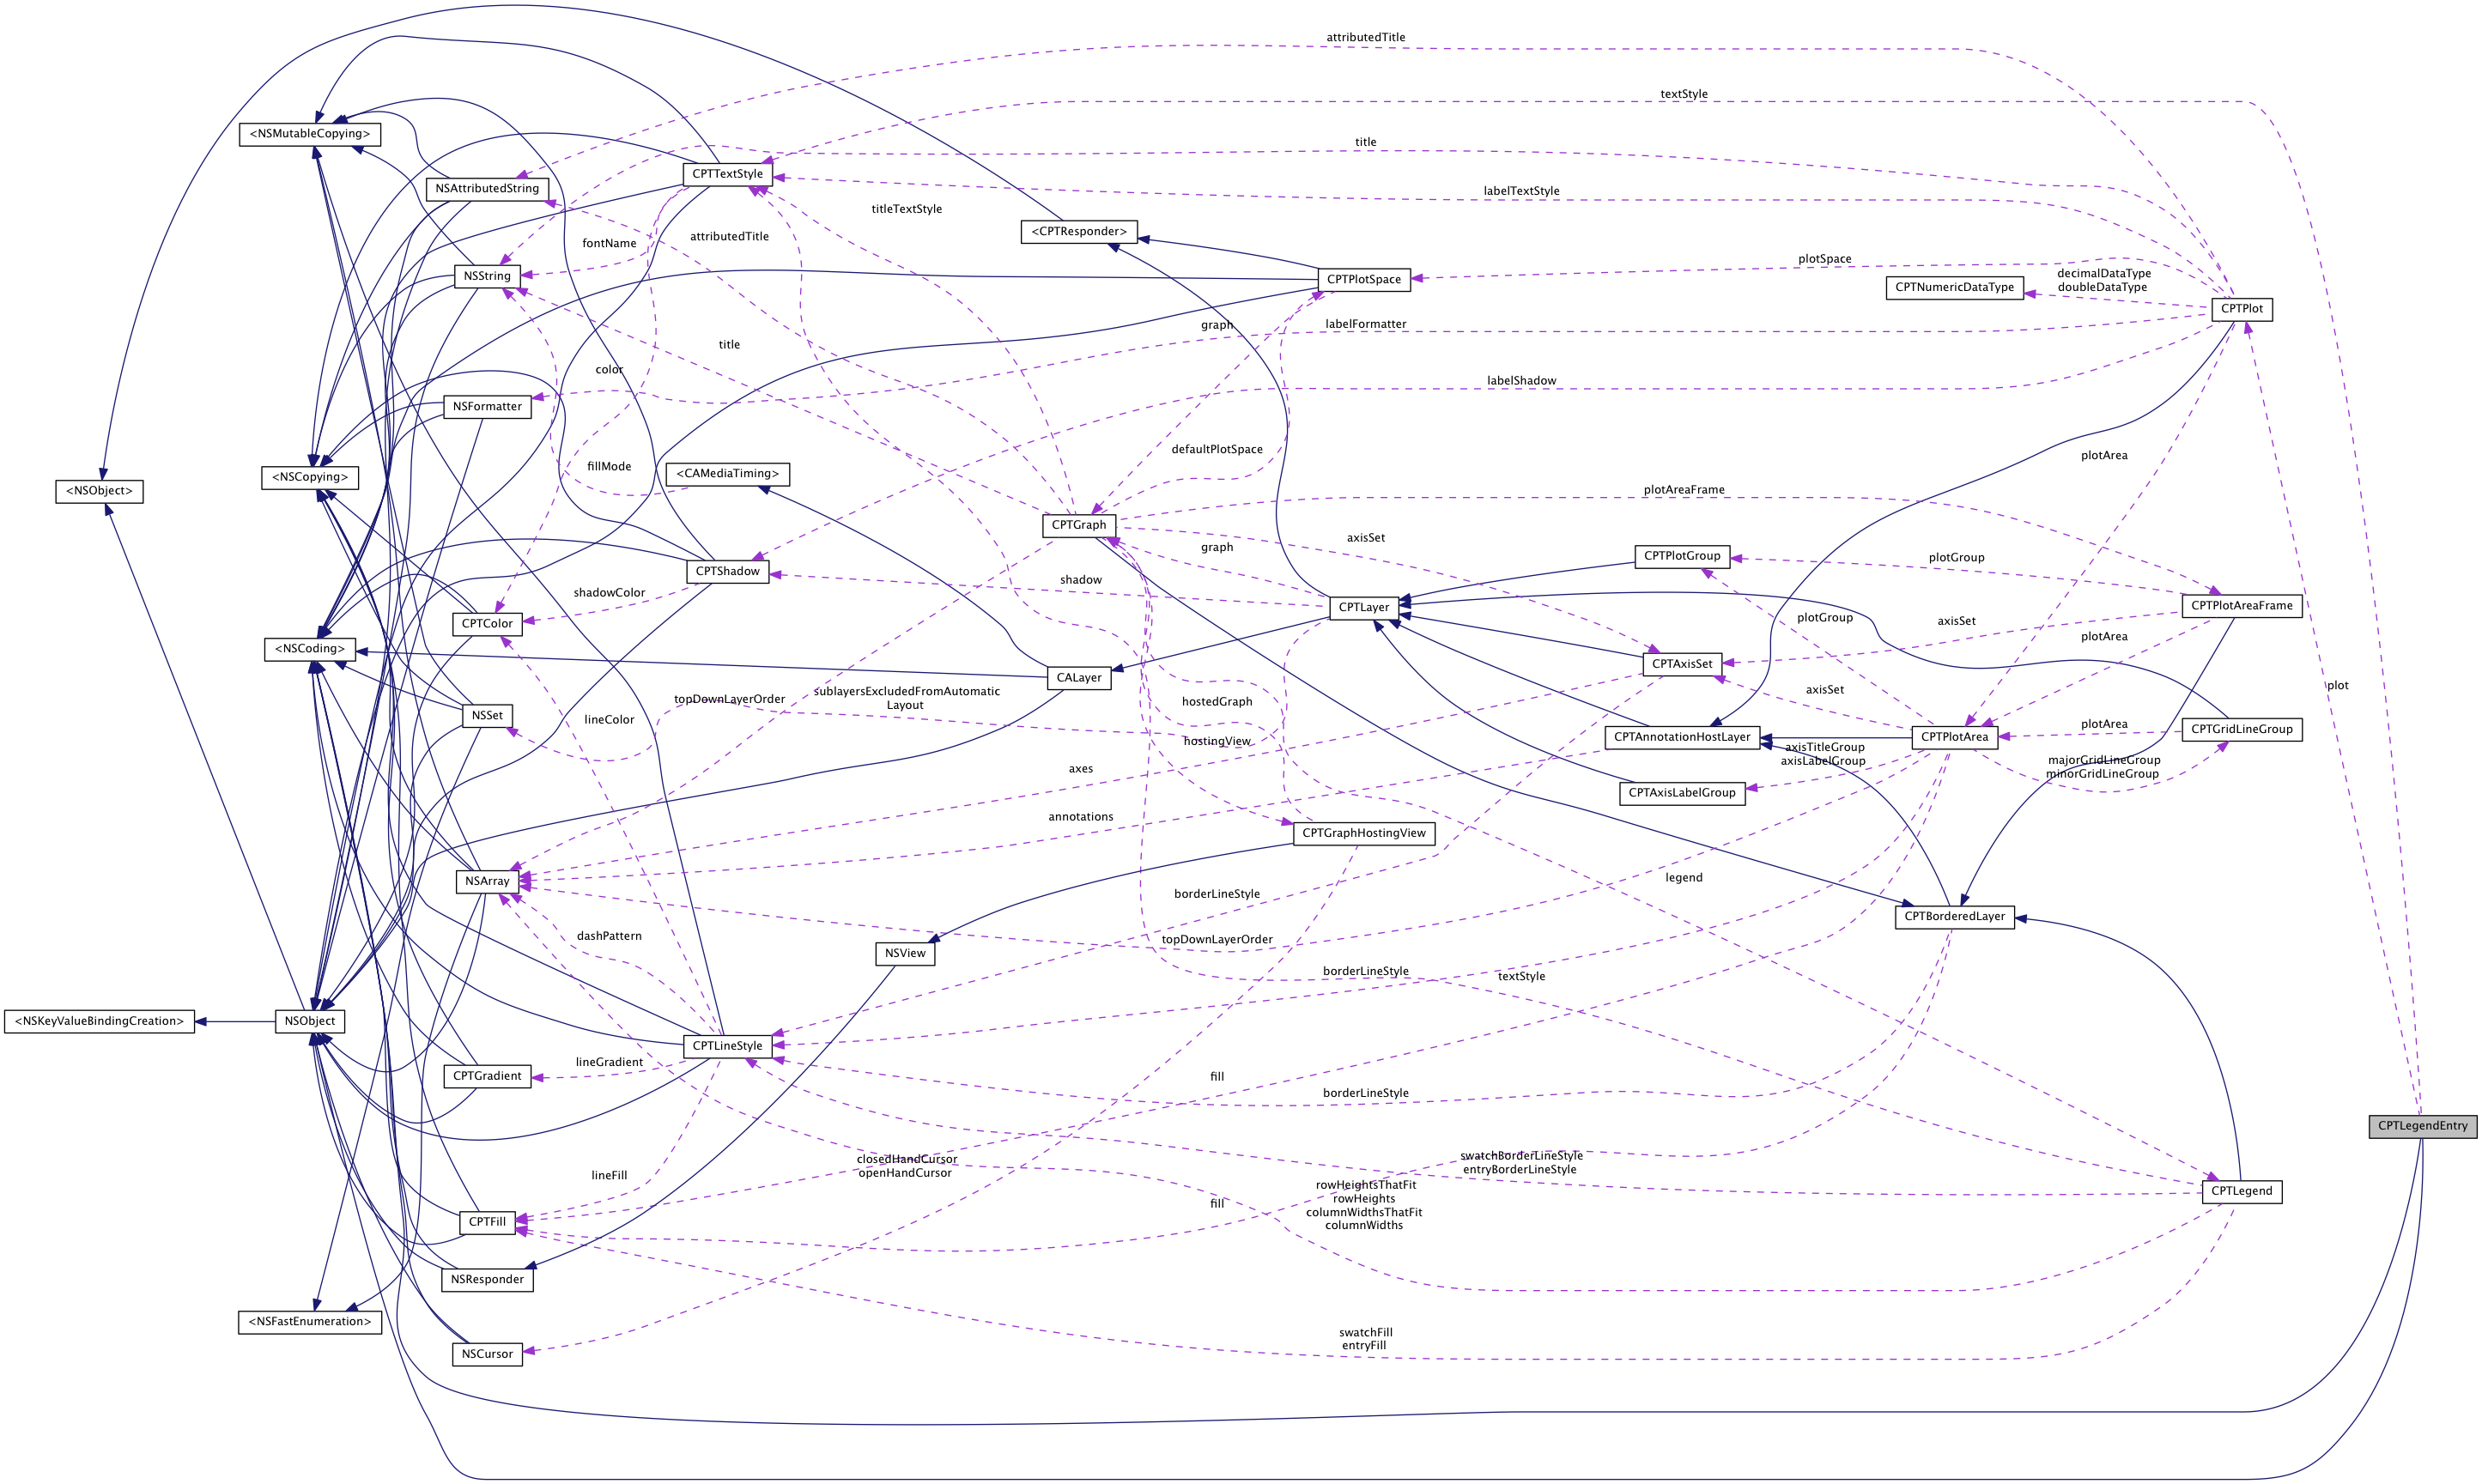 attributedTitle
textStyle
<NSMutableCopying>
title
CPTTextStyle
NSAttributedString
labelTextStyle
titleTextStyle
<CPTResponder>
fontName
attributedTitle
plotSpace
NSString
CPTPlotSpace
decimalDataType
doubleDataType
CPTNumericDataType
CPTPlot
graph
labelFormatter
title
color
labelShadow
NSFormatter
defaultPlotSpace
plotArea
fillMode
<CAMediaTiming>
<NSCopying>
<NSObject>
plotAreaFrame
CPTGraph
axisSet
graph
CPTPlotGroup
plotGroup
CPTShadow
shadow
shadowColor
CPTLayer
CPTPlotAreaFrame
plotGroup
axisSet
CPTColor
plotArea
<NSCoding>
CPTAxisSet
CALayer
plot
topDownLayerOrder
sublayersExcludedFromAutomatic
Layout
hostedGraph
axisSet
NSSet
lineColor
plotArea
CPTGridLineGroup
hostingView
CPTAnnotationHostLayer
CPTPlotArea
axisTitleGroup
axisLabelGroup
majorGridLineGroup
minorGridLineGroup
axes
CPTAxisLabelGroup
annotations
CPTGraphHostingView
NSArray
legend
borderLineStyle
CPTBorderedLayer
dashPattern
topDownLayerOrder
NSView
borderLineStyle
textStyle
<NSKeyValueBindingCreation>
NSObject
CPTLineStyle
lineGradient
CPTGradient
fill
borderLineStyle
CPTLegendEntry
closedHandCursor
openHandCursor
swatchBorderLineStyle
entryBorderLineStyle
lineFill
CPTLegend
rowHeightsThatFit
rowHeights
columnWidthsThatFit
columnWidths
fill
CPTFill
NSResponder
<NSFastEnumeration>
swatchFill
entryFill
NSCursor